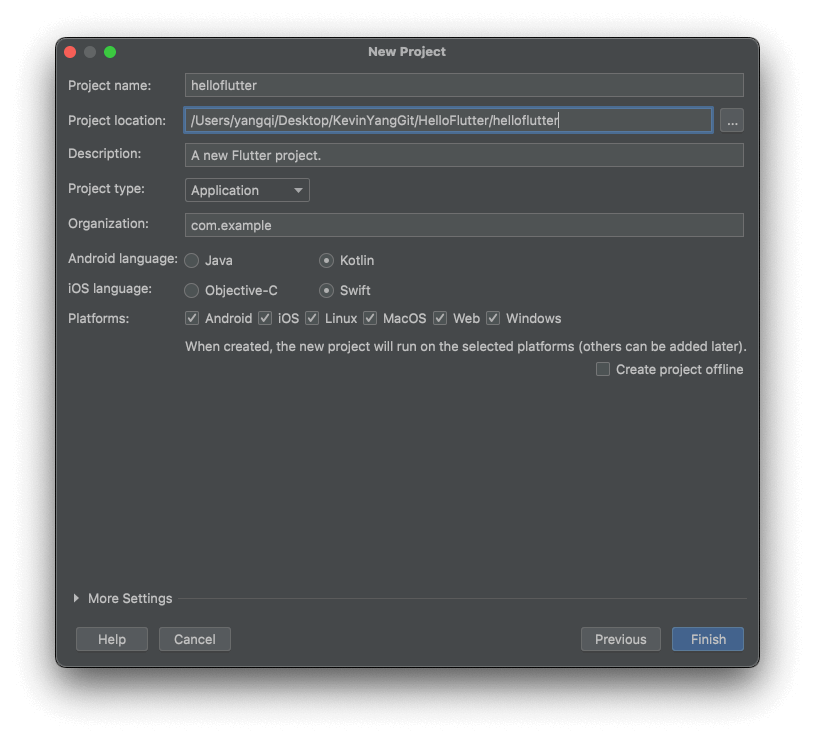 New Project
Project name: helloflutter
Project location: /Users/yangqi/Desktop/KevinYangGit/HelloFlutter/helloflutter ...
Description: A new Flutter project.
Project type: Application
Organization: com.example
Android language: Java Kotlin
iOS language: Objective-C Swift
Platforms: Android iOS Linux MacOS Web Windows
When created, the new project will run on the selected platforms (others can be added later).
Create project offline
More Settings
Help Cancel Previous Finish